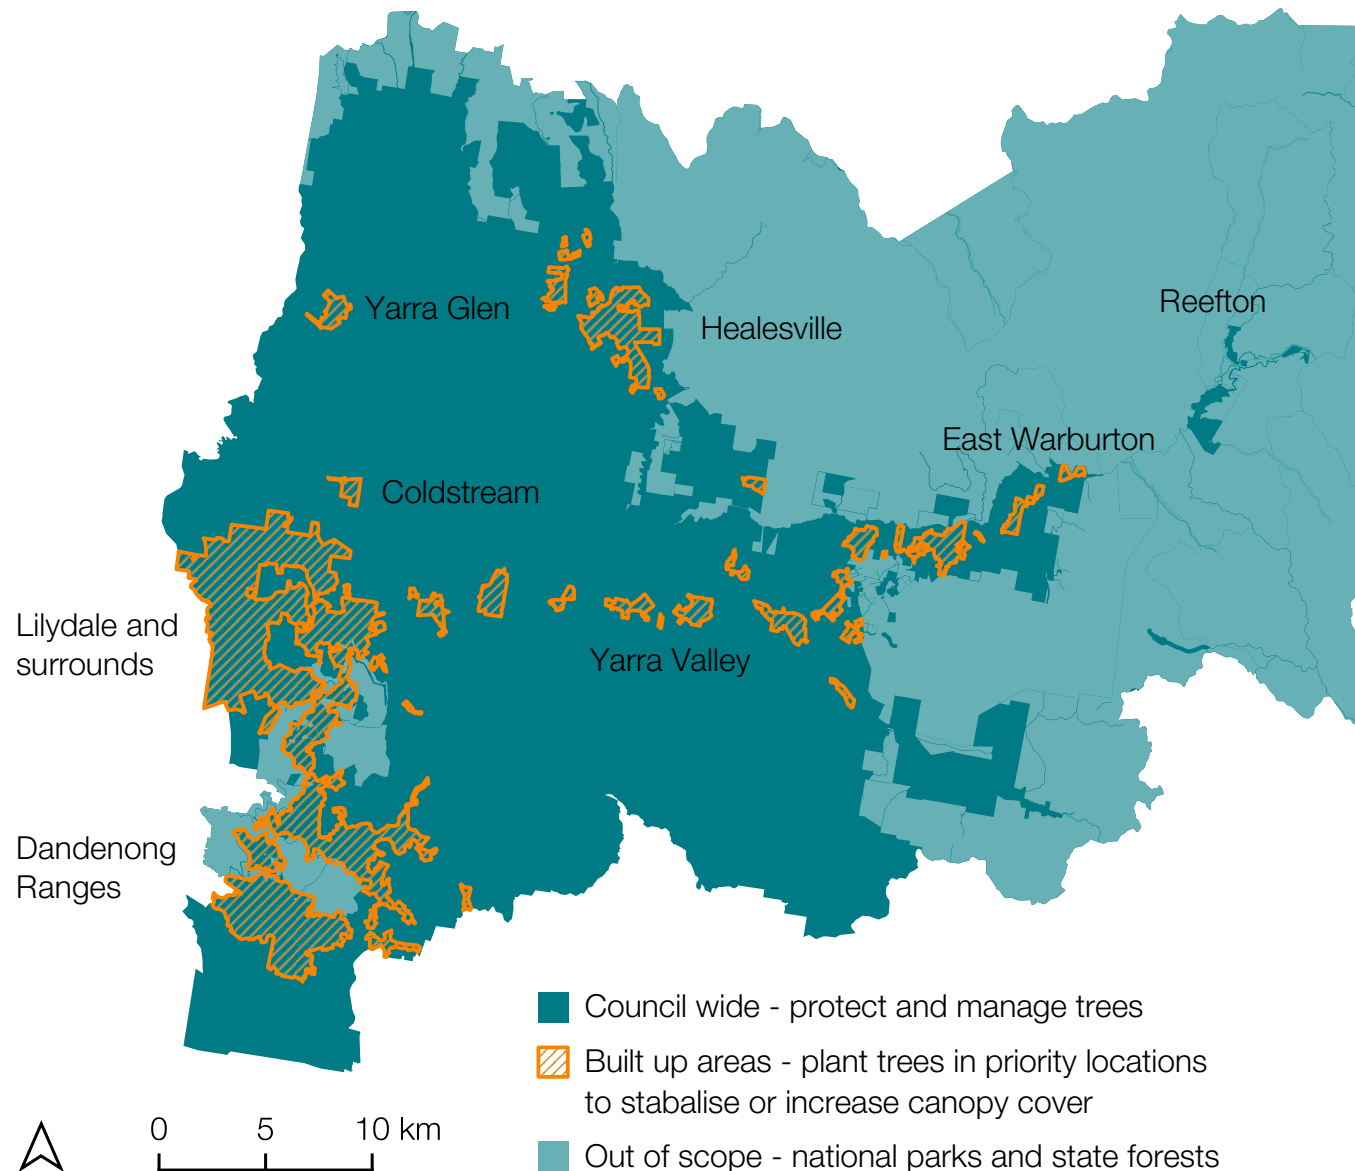 Yarra Glen
Healesville
Reefton
East Warburton
Coldstream
Lilydale and
surrounds
Yarra Valley
Dandenong
Ranges
Council wide - protect and manage trees
Built up areas - plant trees in priority locations
to stabalise or increase canopy cover
Out of scope - national parks and state forests
0 5 10 km